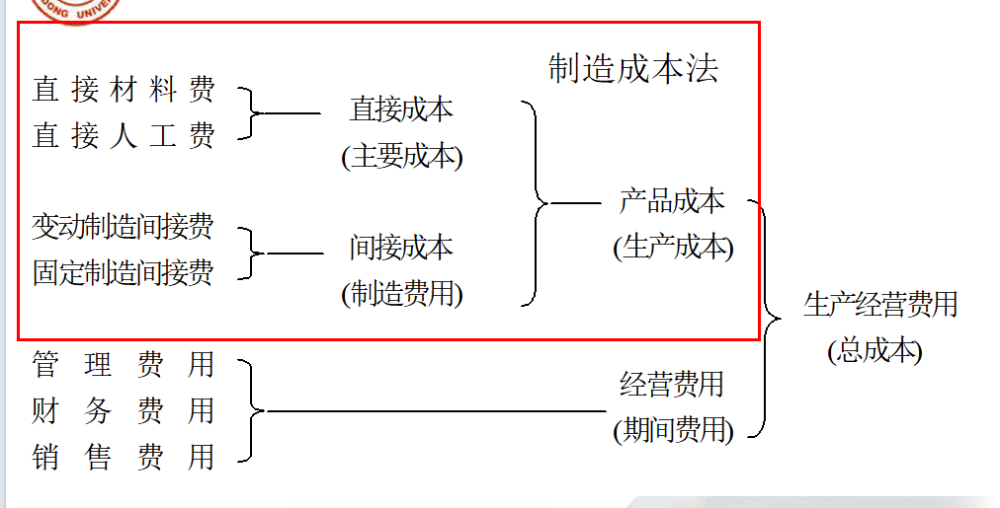 DONG UNIVE
制造成本法
直接材料费
直接人工费
直接成本
(主要成本)
变动制造间接费
固定制造间接费
间接成本
(制造费用)
产品成本
(生产成本)
管理费用
财务费用
销售费用
经营费用
(期间费用)
生产经营费用
(总成本)